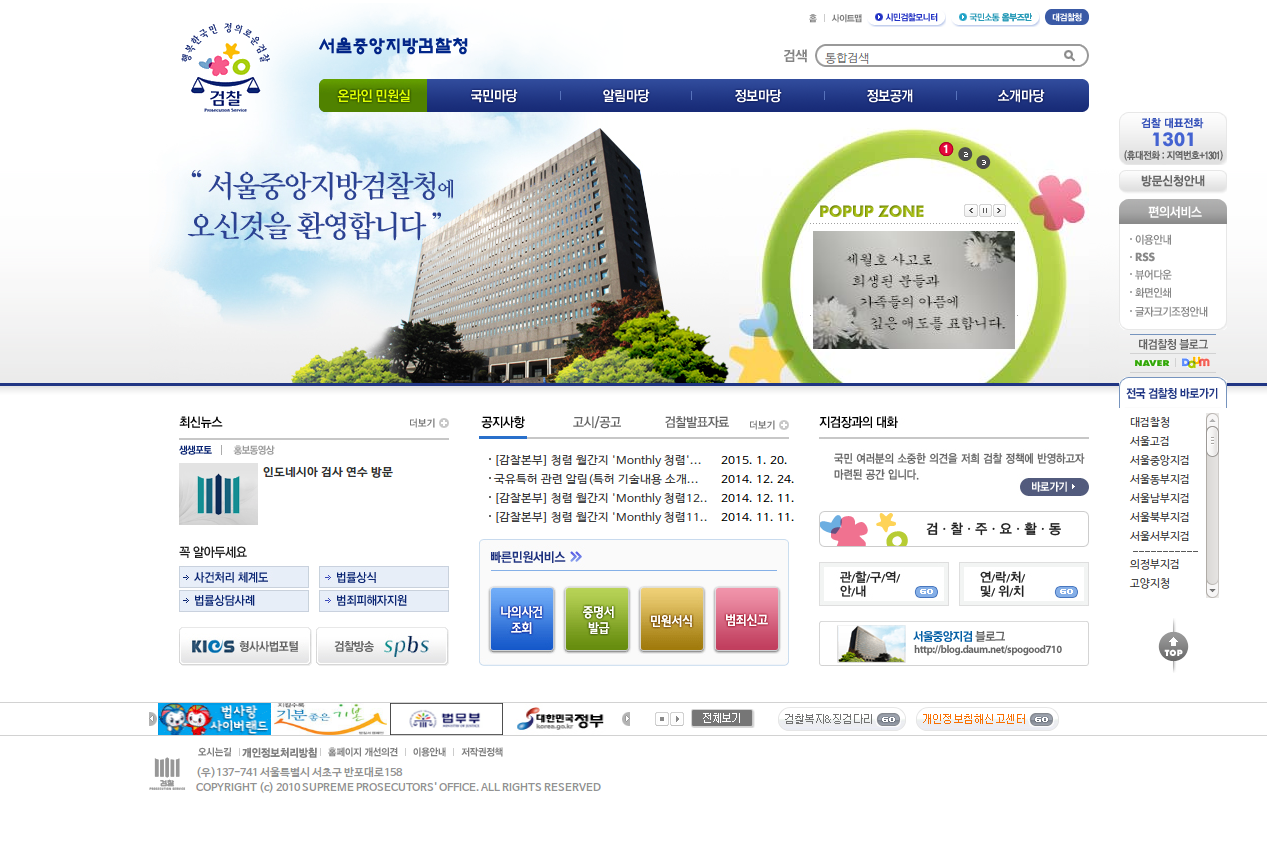 홈
사이트맵
시민검찰모니터
국민소통 옴부즈만
대검찰청
행복한국민 정의로운검찰
검찰
Prosecution Service
서울중앙지방검찰청
검색
통합검색
온라인 민원실
국민마당
알림마당
정보마당
정보공개
소개마당
“ 서울중앙지방검찰청에
오신것을 환영합니다 ”
1
2
3
POPUP ZONE
세월호 사고로
희생된 분들과
가족들의 아픔에
깊은 애도를 표합니다.
검찰 대표전화
1301
(휴대전화 : 지역번호+1301)
방문신청안내
편의서비스
· 이용안내
· RSS
· 뷰어다운
· 화면인쇄
· 글자크기조정안내
대검찰청 블로그
NAVER
Daum
전국 검찰청 바로가기
대검찰청
서울고검
서울중앙지검
서울동부지검
서울남부지검
서울북부지검
서울서부지검
-----------
의정부지검
고양지청
TOP
최신뉴스
더보기
생생포토
홍보동영상
인도네시아 검사 연수 방문
꼭 알아두세요
사건처리 체계도
법률상식
법률상담사례
범죄피해자지원
KICS 형사사법포털
검찰방송 spbs
공지사항
고시/공고
검찰발표자료
더보기
· [감찰본부] 청렴 월간지 'Monthly 청렴'... 2015. 1. 20.
· 국유특허 관련 알림(특허 기술내용 소개... 2014. 12. 24.
· [감찰본부] 청렴 월간지 'Monthly 청렴12.. 2014. 12. 11.
· [감찰본부] 청렴 월간지 'Monthly 청렴11.. 2014. 11. 11.
빠른민원서비스
나의사건
조회
증명서
발급
민원서식
범죄신고
지검장과의 대화
국민 여러분의 소중한 의견을 저희 검찰 정책에 반영하고자
마련된 공간 입니다.
바로가기
검·찰·주·요·활·동
관/할/구/역/
안/내
GO
연/락/처/
및/ 위/치
GO
서울중앙지검 블로그
http://blog.daum.net/spogood710
법사랑
사이버랜드
기분 좋은 기본
법무부
대한민국정부
korea.go.kr
전체보기
검찰복지&징검다리 GO
개인정보침해신고센터 GO
오시는길
개인정보처리방침
홈페이지 개선의견
이용안내
저작권정책
검찰
PROSECUTION SERVICE
(우)137-741 서울특별시 서초구 반포대로158
COPYRIGHT (c) 2010 SUPREME PROSECUTORS' OFFICE. ALL RIGHTS RESERVED